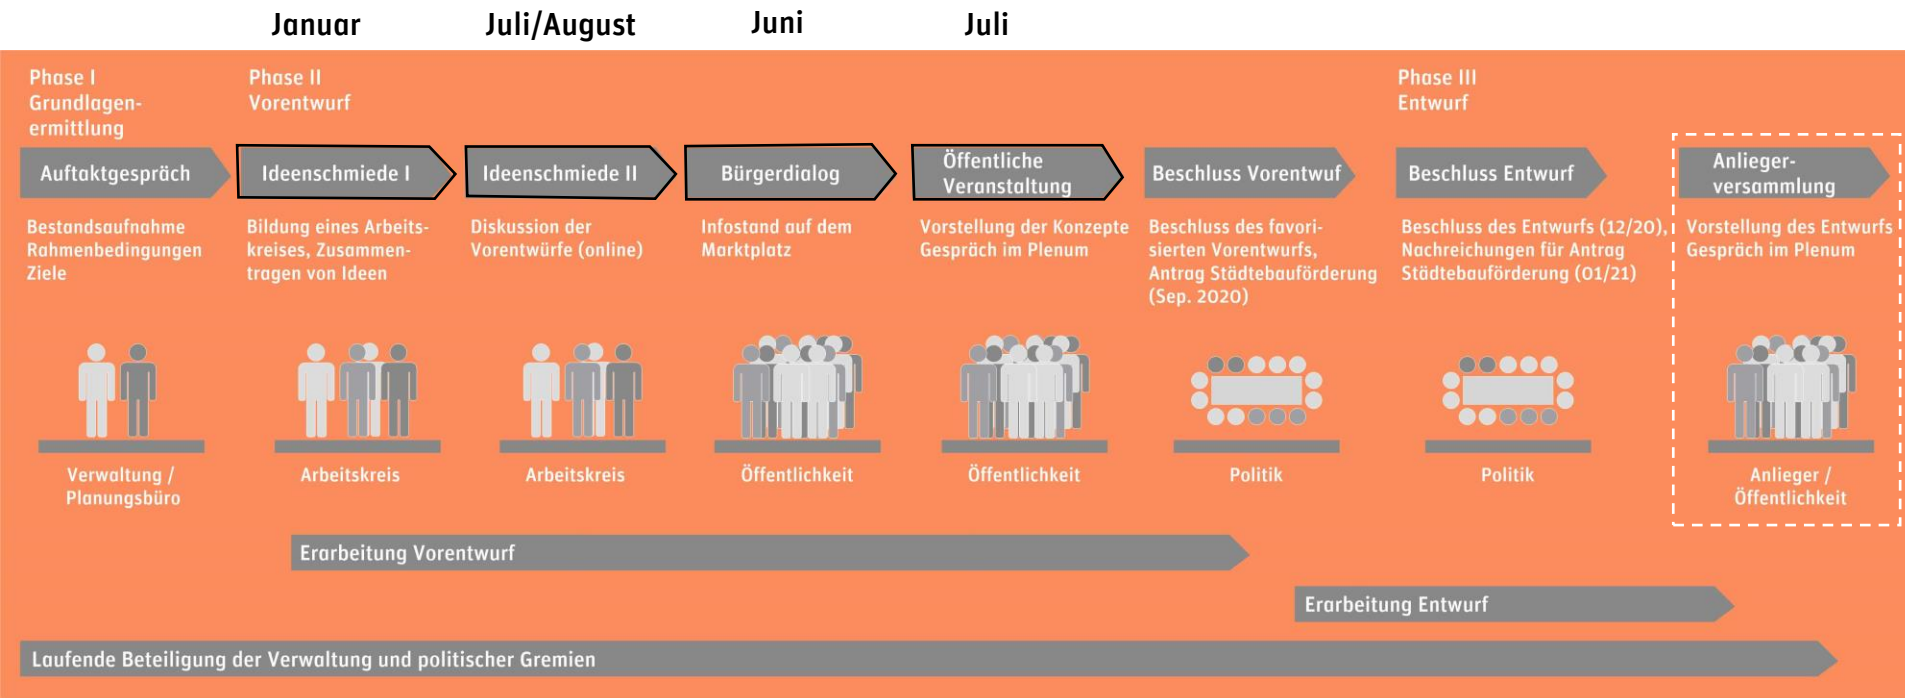 Januar
Juli/August
Juni
Juli
Phase I
Grundlagen-
ermittlung
Phase II
Vorentwurf
Phase III
Entwurf
Auftaktgespräch
Ideenschmiede I
Ideenschmiede II
Bürgerdialog
Öffentliche
Veranstaltung
Beschluss Vorentwuf
Beschluss Entwurf
Anlieger-
versammlung
Bestandsaufnahme
Rahmenbedingungen
Ziele
Bildung eines Arbeits-
kreises, Zusammen-
tragen von Ideen
Diskussion der
Vorentwürfe (online)
Infostand auf dem
Marktplatz
Vorstellung der Konzepte
Gespräch im Plenum
Beschluss des favori-
sierten Vorentwurfs,
Antrag Städtebauförderung
(Sep. 2020)
Beschluss des Entwurfs (12/20),
Nachreichungen für Antrag
Städtebauförderung (01/21)
Vorstellung des Entwurfs
Gespräch im Plenum
Verwaltung /
Planungsbüro
Arbeitskreis
Arbeitskreis
Öffentlichkeit
Öffentlichkeit
Politik
Politik
Anlieger /
Öffentlichkeit
Erarbeitung Vorentwurf
Erarbeitung Entwurf
Laufende Beteiligung der Verwaltung und politischer Gremien